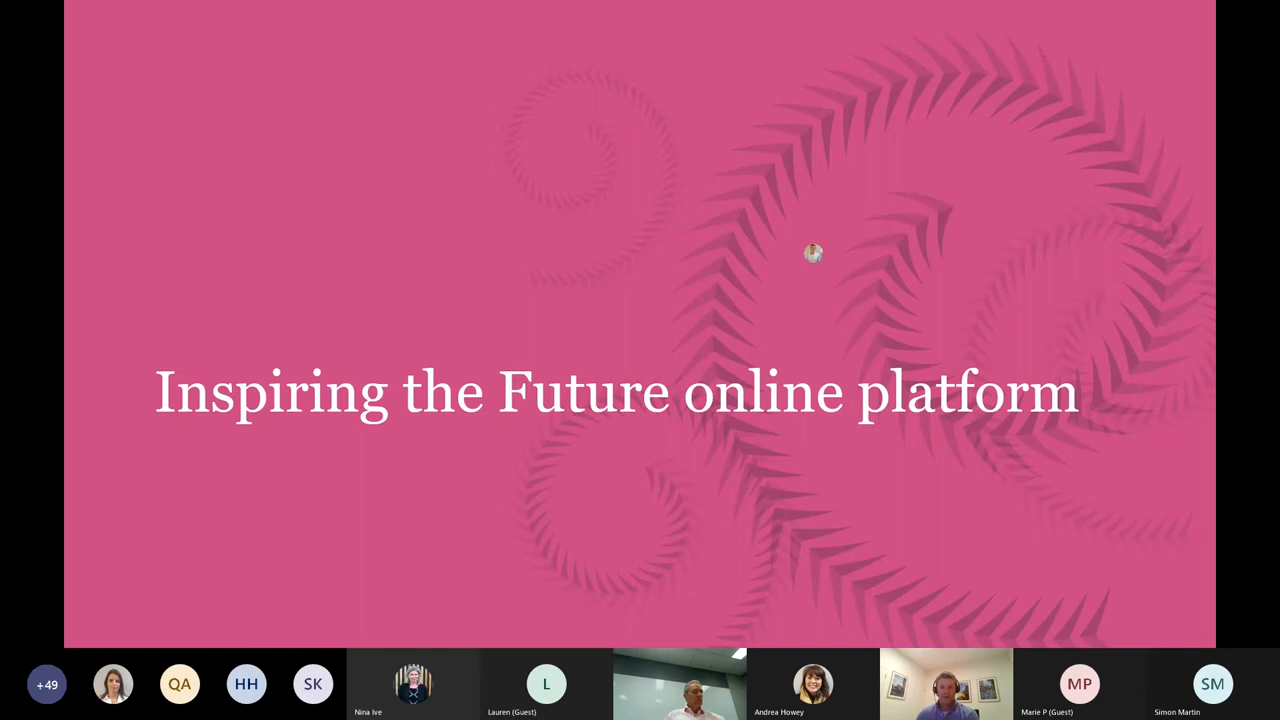 Inspiring the Future online platform
+49
QA
HH
SK
Nina Ive
L
Lauren (Guest)
Andrea Howey
MP
Marie P (Guest)
SM
Simon Martin